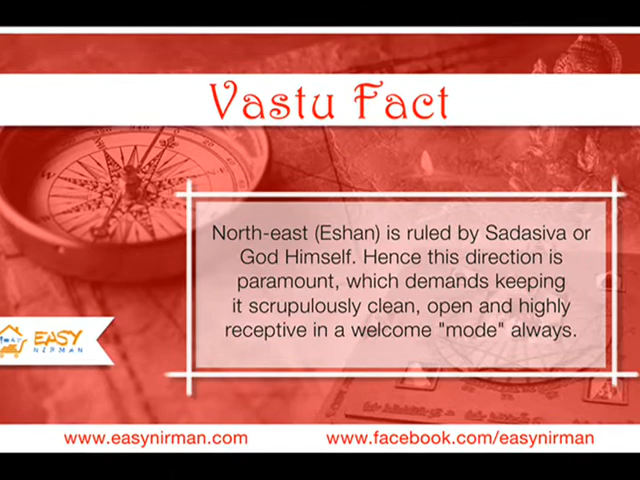 Vastu Fact
North-east (Eshan) is ruled by Sadasiva or
God Himself. Hence this direction is
paramount, which demands keeping
it scrupulously clean, open and highly
receptive in a welcome "mode" always.
EASY
NIRMAN
www.easynirman.com www.facebook.com/easynirman